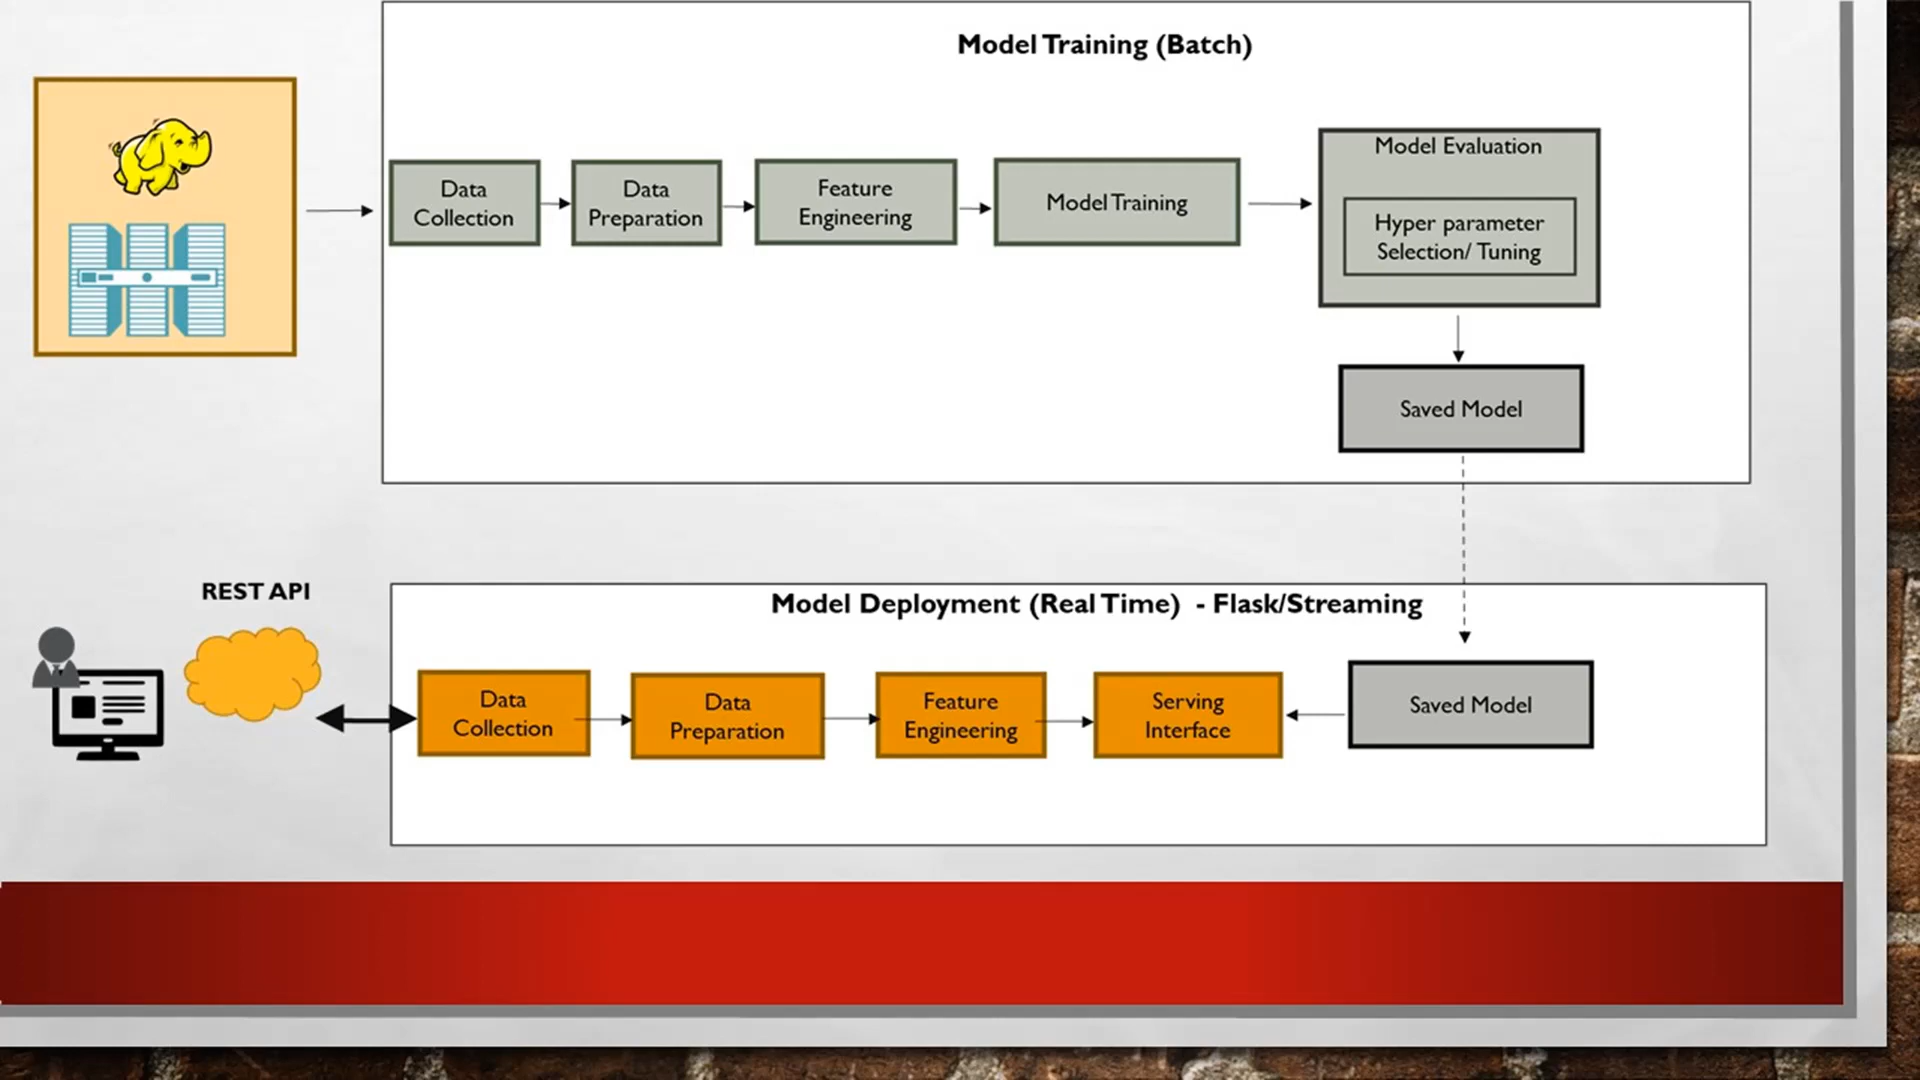 Model Training (Batch)
Data
Collection
Data
Preparation
Feature
Engineering
Model Training
Model Evaluation
Hyper parameter
Selection/ Tuning
Saved Model
REST API
Model Deployment (Real Time)  - Flask/Streaming
Data
Collection
Data
Preparation
Feature
Engineering
Serving
Interface
Saved Model